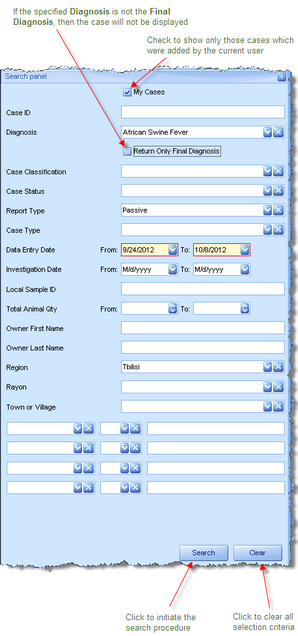 If the specified Diagnosis is not the Final
Diagnosis, then the case will not be displayed
Check to show only those cases which
were added by the current user
Search panel
My Cases
Case ID
Diagnosis African Swine Fever
Return Only Final Diagnosis
Case Classification
Case Status
Report Type Passive
Case Type
Data Entry Date From: 9/24/2012 To: 10/8/2012
Investigation Date From: M/d/yyyy To: M/d/yyyy
Local Sample ID
Total Animal Qty From: To:
Owner First Name
Owner Last Name
Region Tbilisi
Rayon
Town or Village
Search Clear
Click to initiate the
search procedure
Click to clear all
selection criteria